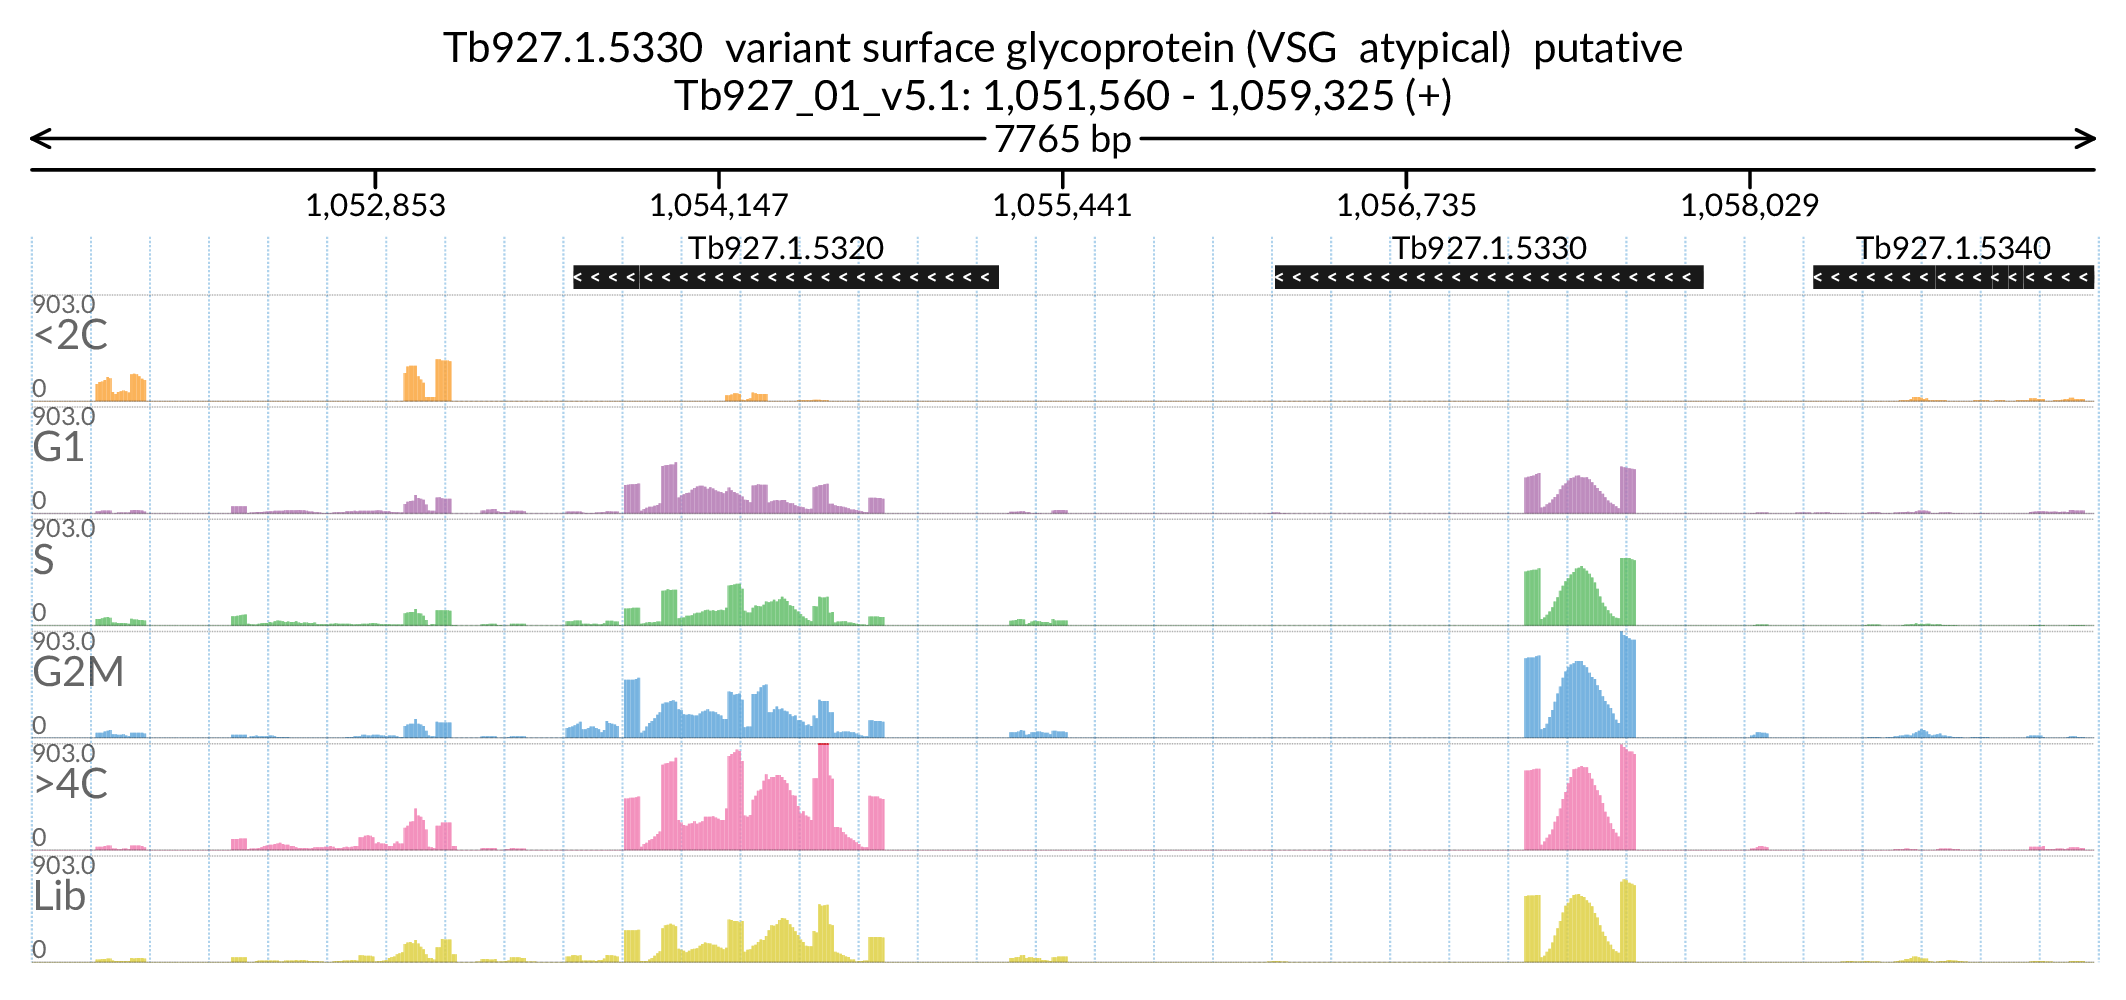 Tb927.1.5330  variant surface glycoprotein (VSG  atypical)  putative
Tb927_01_v5.1: 1,051,560 - 1,059,325 (+)
7765 bp
1,052,853 1,054,147 1,055,441 1,056,735 1,058,029
Tb927.1.5320 Tb927.1.5330 Tb927.1.5340
903.0
<2C
0
903.0
G1
0
903.0
S
0
903.0
G2M
0
903.0
>4C
0
903.0
Lib
0